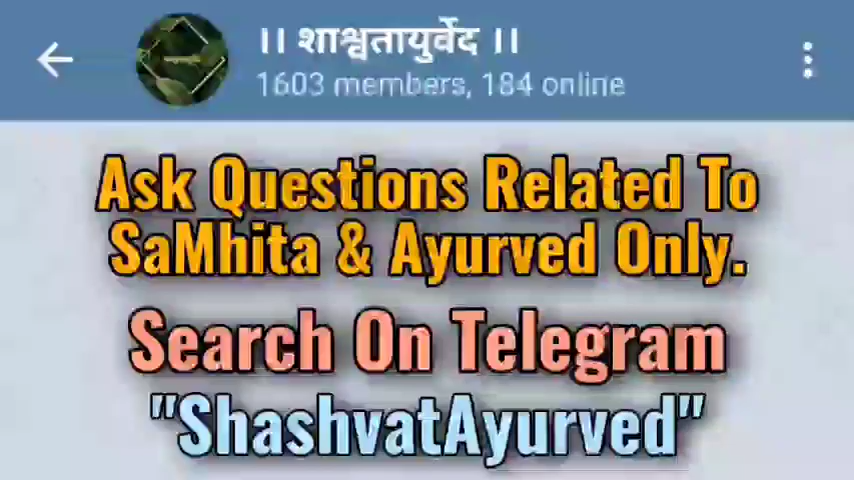 ।। शाश्वतायुर्वेद ।।
1603 members, 184 online
Ask Questions Related To
SaMhita & Ayurved Only.
Search On Telegram
"ShashvatAyurved"